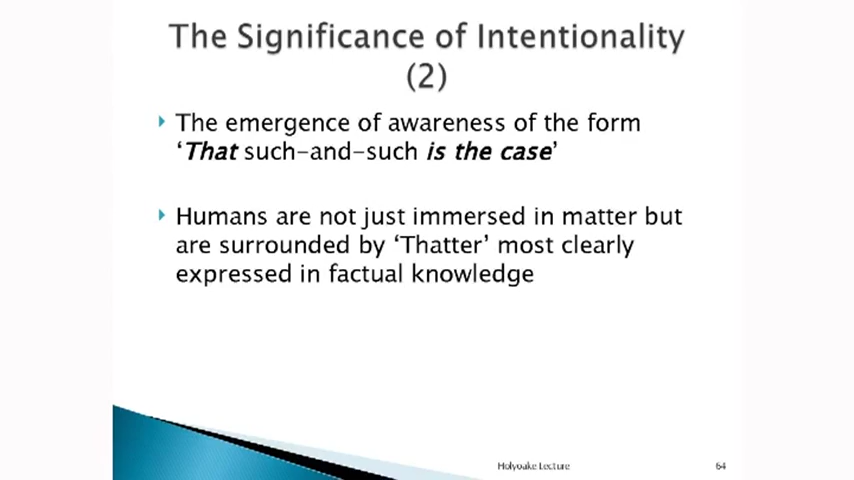 The Significance of Intentionality
(2)
The emergence of awareness of the form
‘That such-and-such is the case’
Humans are not just immersed in matter but
are surrounded by ‘Thatter’ most clearly
expressed in factual knowledge
Holyoake Lecture
64